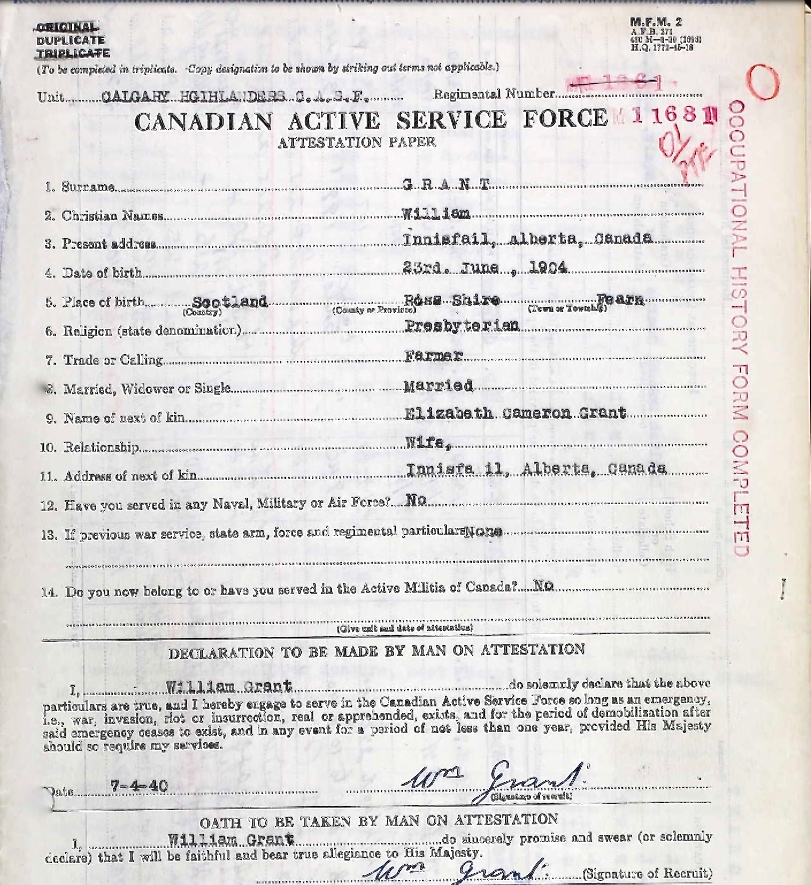 ORIGINAL
DUPLICATE
TRIPLICATE
M.F.M. 2
A.F.B. 271
H.Q. 1772-45-18
(To be completed in triplicate. Copy designation to be shown by striking out terms not applicable.)
Unit CALGARY HGIHLANDERS C.A.S.F. Regimental Number
CANADIAN ACTIVE SERVICE FORCE
ATTESTATION PAPER
1. Surname G R A N T
2. Christian Names William
3. Present address Innisfail, Alberta, Canada
4. Date of birth 23rd. June , 1904
5. Place of birth Scotland Ross Shire Fearn
(Country) (County or Province) (Town or Township)
6. Religion (state denomination) Presbyterian
7. Trade or Calling Farmer
8. Married, Widower or Single Married
9. Name of next of kin Elizabeth Cameron Grant
10. Relationship Wife,
11. Address of next of kin Innisfa il, Alberta, Canada
12. Have you served in any Naval, Military or Air Force? No
13. If previous war service, state arm, force and regimental particulars None
14. Do you now belong to or have you served in the Active Militia of Canada? No
(Give unit and date of attestation)
DECLARATION TO BE MADE BY MAN ON ATTESTATION
I, William Grant do solemnly declare that the above
particulars are true, and I hereby engage to serve in the Canadian Active Service Force so long as an emergency,
i.e., war, invasion, riot or insurrection, real or apprehended, exists, and for the period of demobilization after
said emergency ceases to exist, and in any event for a period of not less than one year, provided His Majesty
should so require my services.
Date 7-4-40 Wm Grant.
(Signature of recruit)
OATH TO BE TAKEN BY MAN ON ATTESTATION
I, William Grant do sincerely promise and swear (or solemnly
declare) that I will be faithful and bear true allegiance to His Majesty.
Wm grant. (Signature of Recruit)
OCCUPATIONAL HISTORY FORM COMPLETED